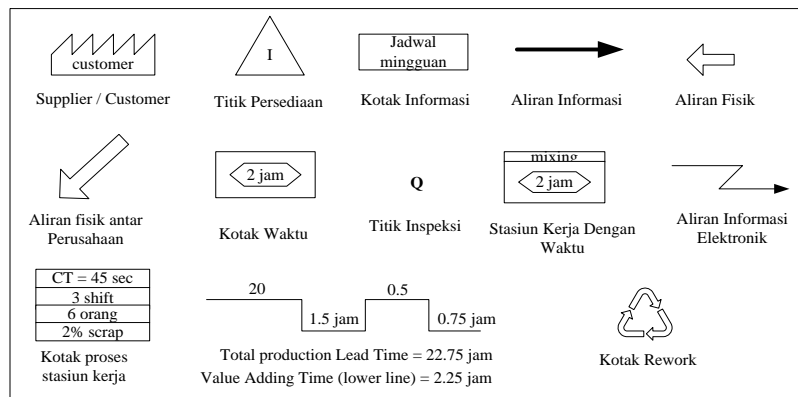 customer
Supplier / Customer
I
Titik Persediaan
Jadwal
mingguan
Kotak Informasi
Aliran Informasi
Aliran Fisik
Aliran fisik antar
Perusahaan
2 jam
Kotak Waktu
Q
Titik Inspeksi
mixing
2 jam
Stasiun Kerja Dengan
Waktu
Aliran Informasi
Elektronik
CT = 45 sec
3 shift
6 orang
2% scrap
Kotak proses
stasiun kerja
20
1.5 jam
0.5
0.75 jam
Total production Lead Time = 22.75 jam
Value Adding Time (lower line) = 2.25 jam
Kotak Rework